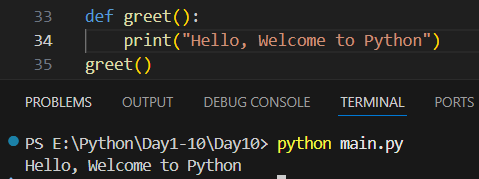 33 def greet():
34     print("Hello, Welcome to Python")
35 greet()
PROBLEMS OUTPUT DEBUG CONSOLE TERMINAL PORTS
PS E:\Python\Day1-10\Day10> python main.py
Hello, Welcome to Python